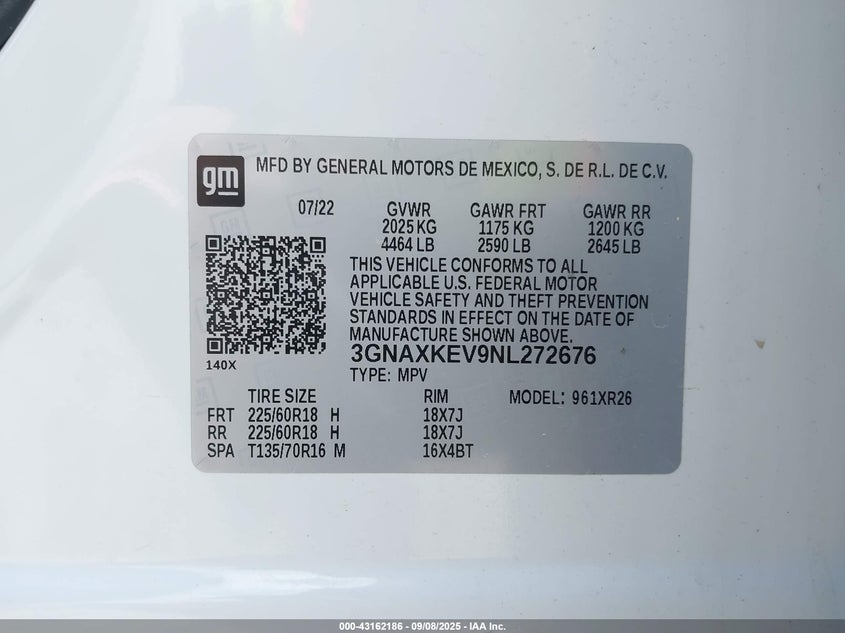 gm
MFD BY GENERAL MOTORS DE MEXICO, S. DE R.L. DE C.V.
07/22 GVWR GAWR FRT GAWR RR
2025 KG 1175 KG 1200 KG
4464 LB 2590 LB 2645 LB
THIS VEHICLE CONFORMS TO ALL
APPLICABLE U.S. FEDERAL MOTOR
VEHICLE SAFETY AND THEFT PREVENTION
STANDARDS IN EFFECT ON THE DATE OF
MANUFACTURE SHOWN ABOVE.
3GNAXKEV9NL272676
140X TYPE: MPV
TIRE SIZE RIM MODEL: 961XR26
FRT 225/60R18 H 18X7J
RR 225/60R18 H 18X7J
SPA T135/70R16 M 16X4BT
000-43162186 - 09/08/2025 - IAA Inc.